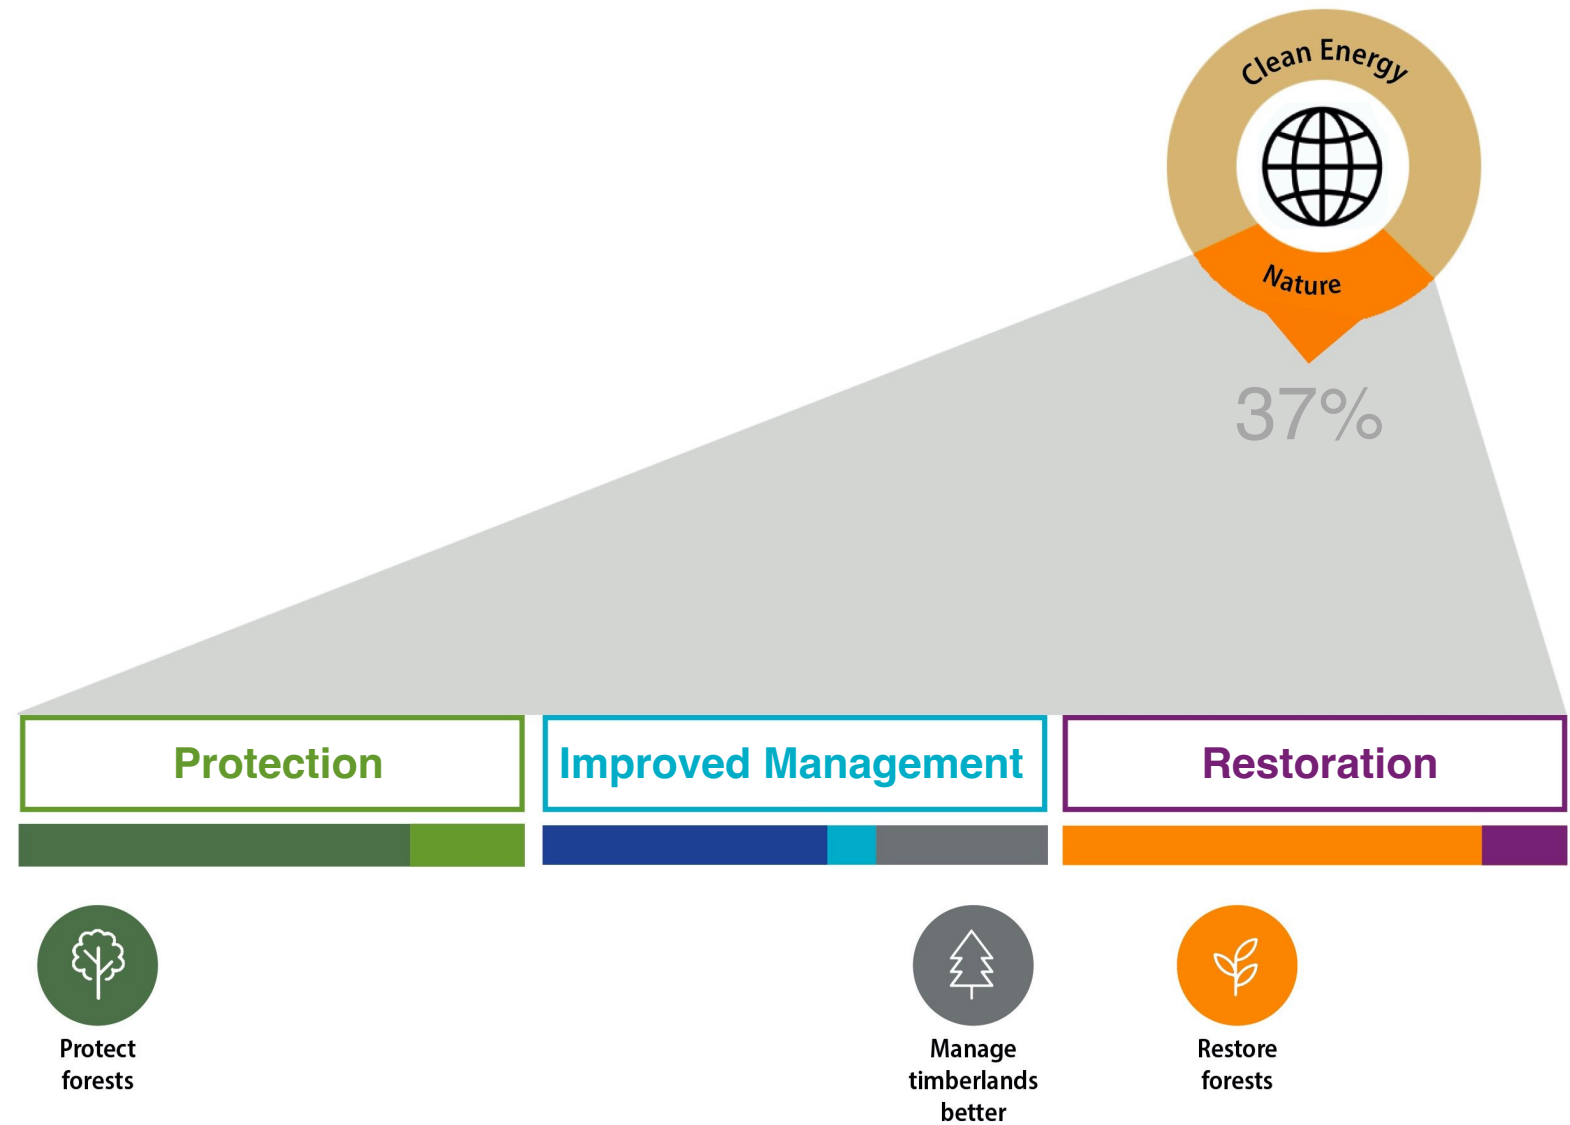 Clean Energy
Nature
37%
Protection
Improved Management
Restoration
Protect
forests
Manage
timberlands
better
Restore
forests